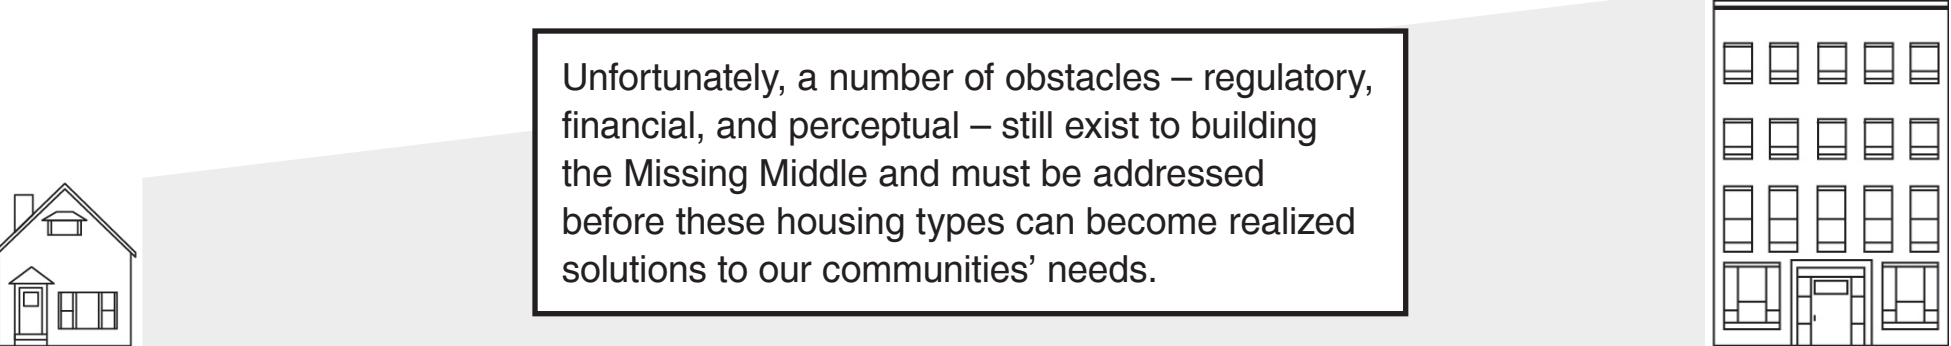 Unfortunately, a number of obstacles – regulatory,
financial, and perceptual – still exist to building
the Missing Middle and must be addressed
before these housing types can become realized
solutions to our communities’ needs.